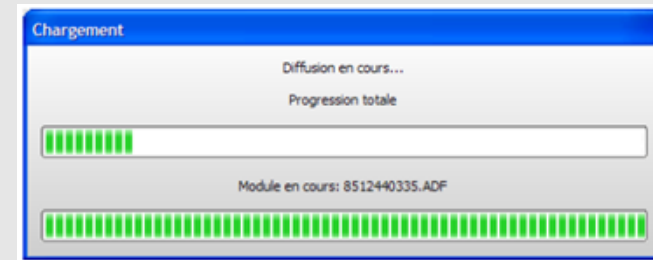 Chargement
Diffusion en cours...
Progression totale
Module en cours: 8512440335.ADF